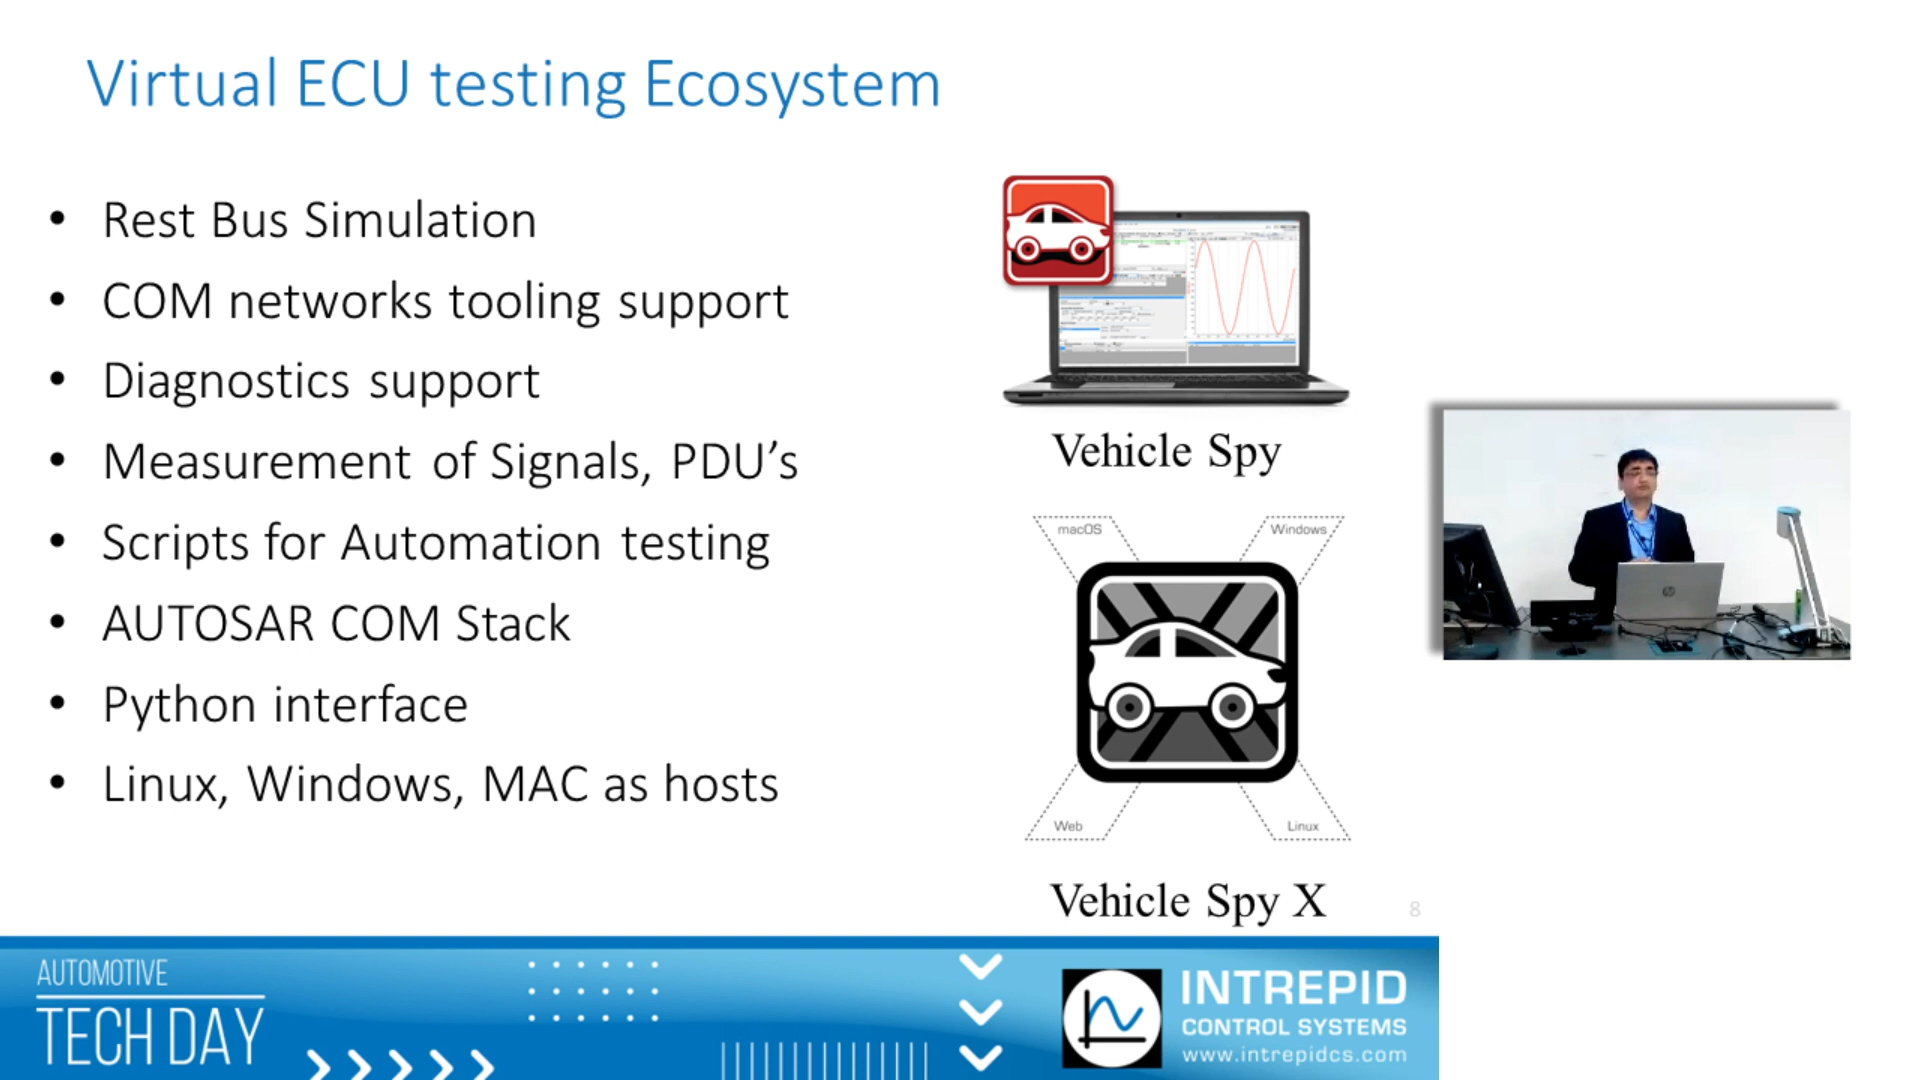 Virtual ECU testing Ecosystem
• Rest Bus Simulation
• COM networks tooling support
• Diagnostics support
• Measurement of Signals, PDU’s
• Scripts for Automation testing
• AUTOSAR COM Stack
• Python interface
• Linux, Windows, MAC as hosts
Vehicle Spy
macOS
Windows
Web
Linux
Vehicle Spy X
8
AUTOMOTIVE
TECH DAY
INTREPID
CONTROL SYSTEMS
www.intrepidcs.com
hp